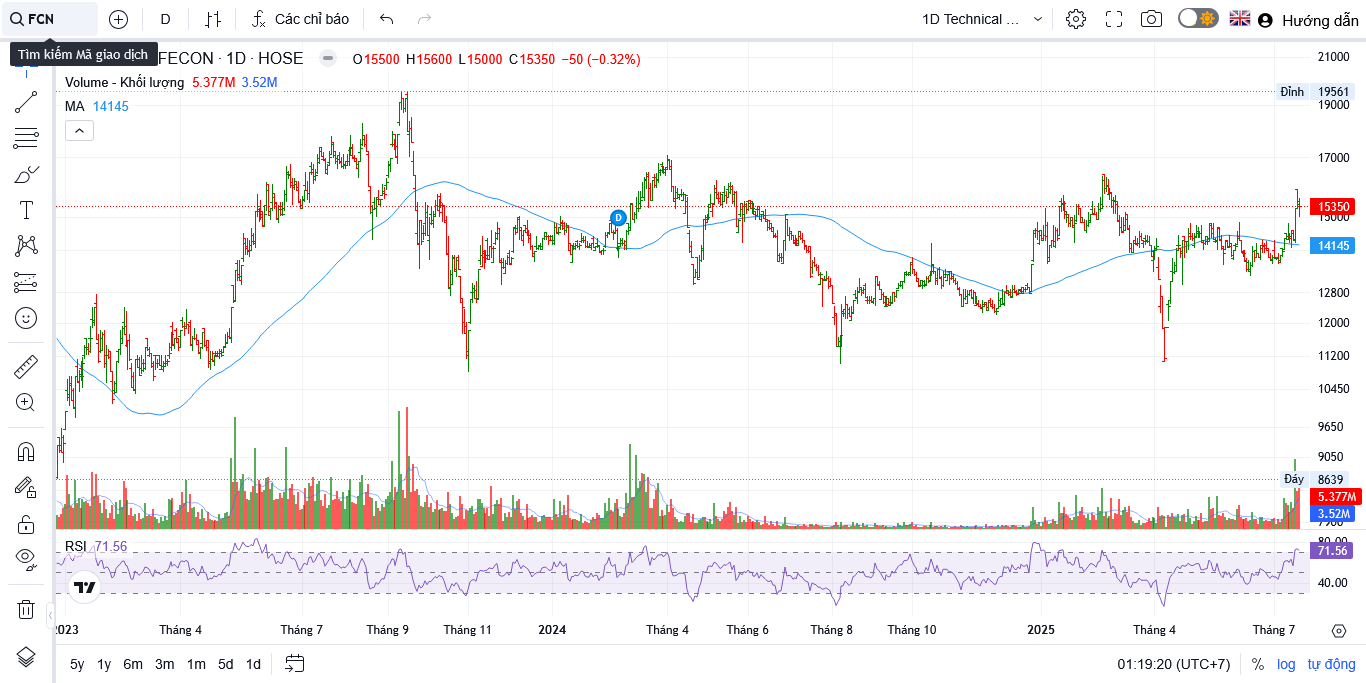 FCN
D
Các chỉ báo
1D Technical ...
Hướng dẫn
Tìm kiếm Mã giao dịch
FECON · 1D · HOSE
O15500 H15600 L15000 C15350 −50 (−0.32%)
Volume - Khối lượng 5.377M 3.52M
MA 14145
21000
Đỉnh 19561
19000
17000
15350
15000
14145
12800
12000
11200
10450
9650
9050
Đáy 8639
5.377M
3.52M
D
RSI 71.56
80.00
71.56
40.00
2023
Tháng 4
Tháng 7
Tháng 9
Tháng 11
2024
Tháng 4
Tháng 6
Tháng 8
Tháng 10
2025
Tháng 4
Tháng 7
5y 1y 6m 3m 1m 5d 1d
01:19:20 (UTC+7)
% log tự động